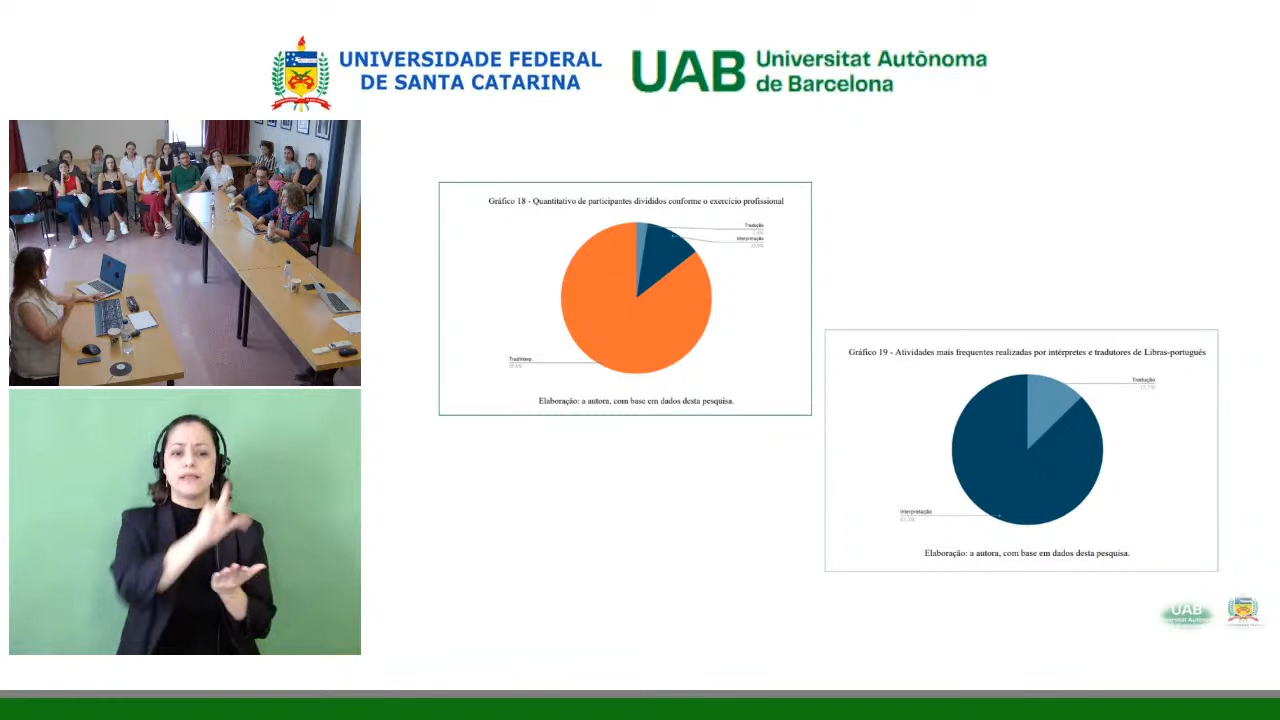 UNIVERSIDADE FEDERAL
DE SANTA CATARINA
UAB
Universitat Autònoma
de Barcelona
Gráfico 18 - Quantitativo de participantes divididos conforme o exercício profissional
Tradução
Interpretação
Trad/Interp.
Elaboração: a autora, com base em dados desta pesquisa.
Gráfico 19 - Atividades mais frequentes realizadas por intérpretes e tradutores de Libras-português
Tradução
Interpretação
Elaboração: a autora, com base em dados desta pesquisa.
UAB